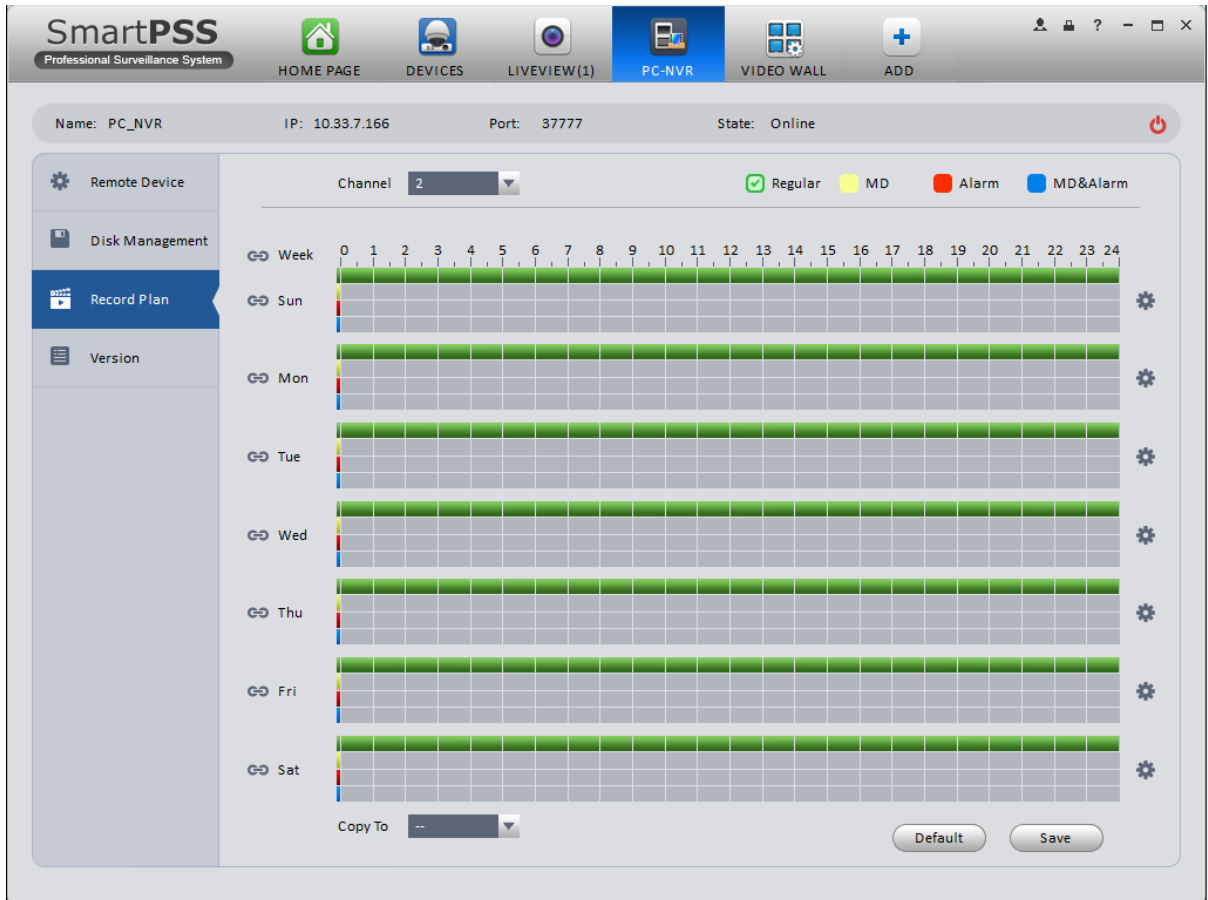 SmartPSS
Professional Surveillance System
HOME PAGE DEVICES LIVEVIEW(1) PC-NVR VIDEO WALL ADD
Name: PC_NVR IP: 10.33.7.166 Port: 37777 State: Online
Remote Device
Disk Management
Record Plan
Version
Channel 2 Regular MD Alarm MD&Alarm
Week 0 1 2 3 4 5 6 7 8 9 10 11 12 13 14 15 16 17 18 19 20 21 22 23 24
Sun
Mon
Tue
Wed
Thu
Fri
Sat
Copy To --
Default Save